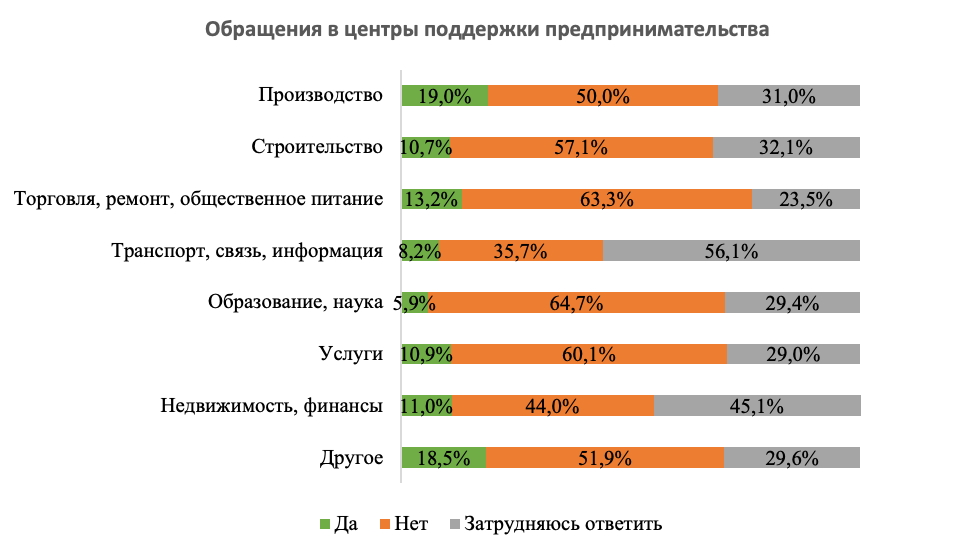 Обращения в центры поддержки предпринимательства
Производство 19,0% 50,0% 31,0%
Строительство 10,7% 57,1% 32,1%
Торговля, ремонт, общественное питание 13,2% 63,3% 23,5%
Транспорт, связь, информация 8,2% 35,7% 56,1%
Образование, наука 5,9% 64,7% 29,4%
Услуги 10,9% 60,1% 29,0%
Недвижимость, финансы 11,0% 44,0% 45,1%
Другое 18,5% 51,9% 29,6%
Да Нет Затрудняюсь ответить